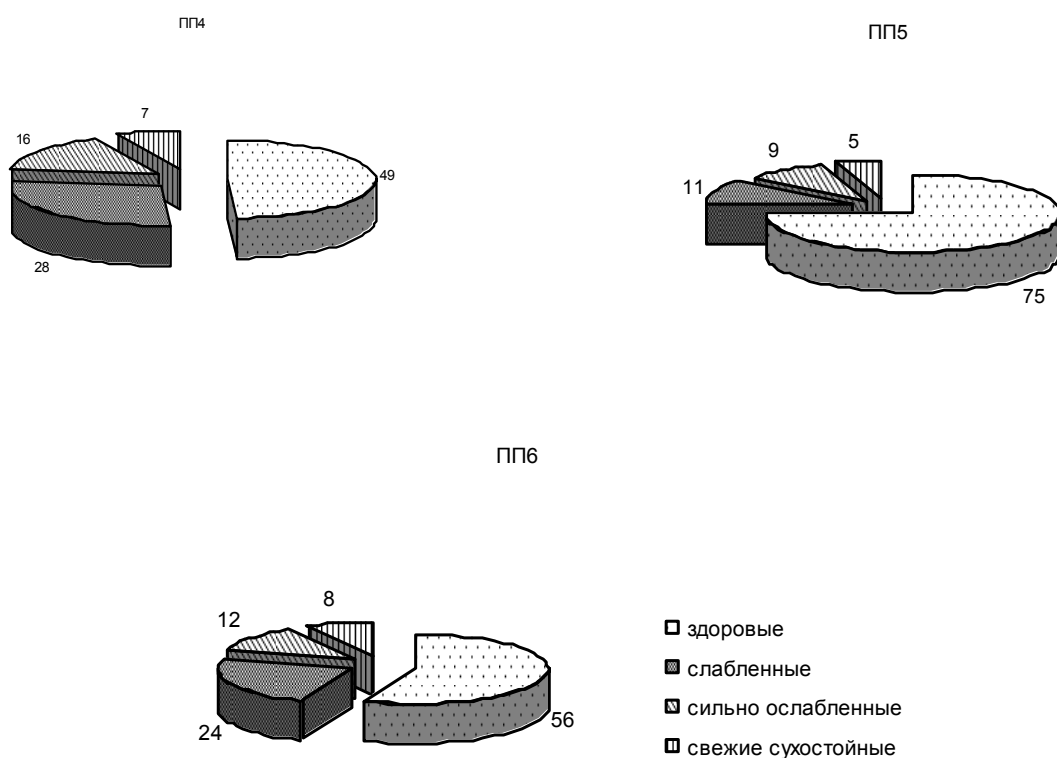 ПП4
7
16
49
28
ПП5
5
9
11
75
ПП6
8
12
24
56
здоровые
слабленные
сильно ослабленные
свежие сухостойные